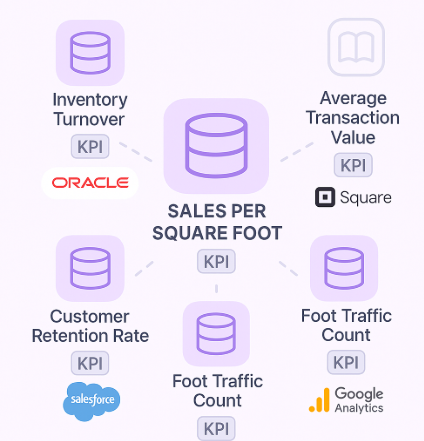 Inventory
Turnover
KPI
ORACLE
Average
Transaction
Value
KPI
Square
SALES PER
SQUARE FOOT
KPI
Customer
Retention Rate
KPI
salesforce
Foot Traffic
Count
KPI
Foot Traffic
Count
KPI
Google
Analytics